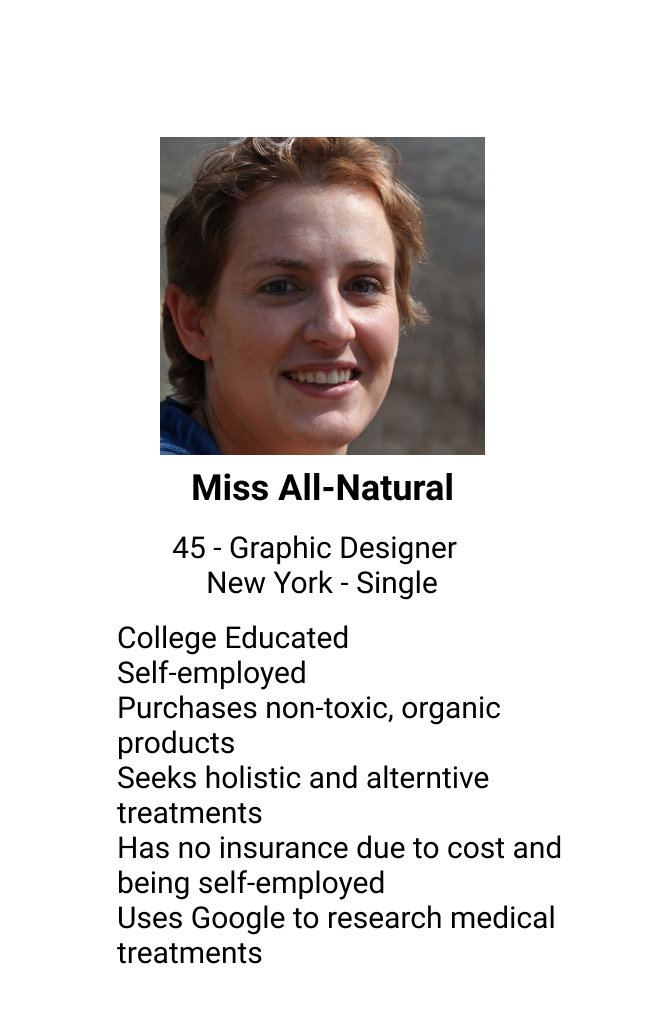 Miss All-Natural
45 - Graphic Designer
New York - Single
College Educated
Self-employed
Purchases non-toxic, organic
products
Seeks holistic and alterntive
treatments
Has no insurance due to cost and
being self-employed
Uses Google to research medical
treatments